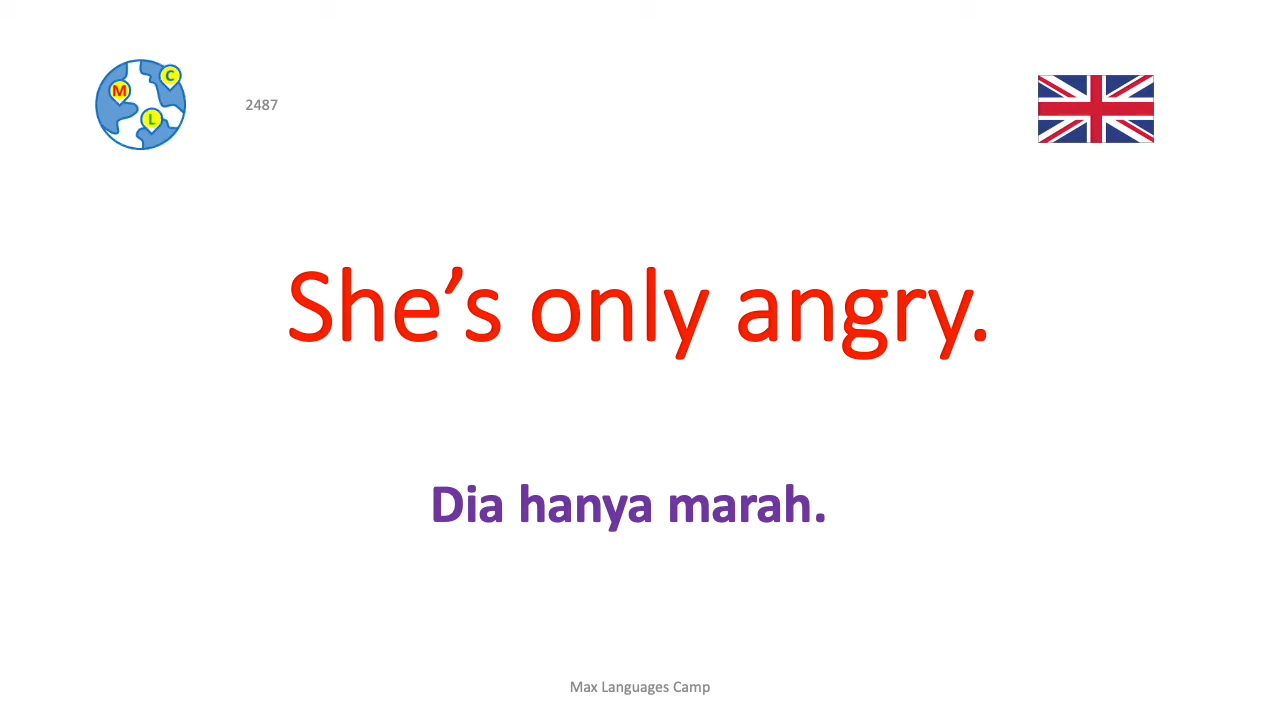 C
M
L
2487
She’s only angry.
Dia hanya marah.
Max Languages Camp